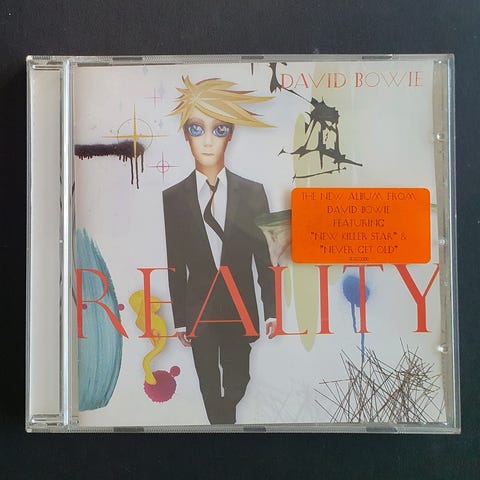 DAVID BOWIE
THE NEW ALBUM FROM
DAVID BOWIE
FEATURING
"NEW KILLER STAR" &
"NEVER GET OLD"
REALITY